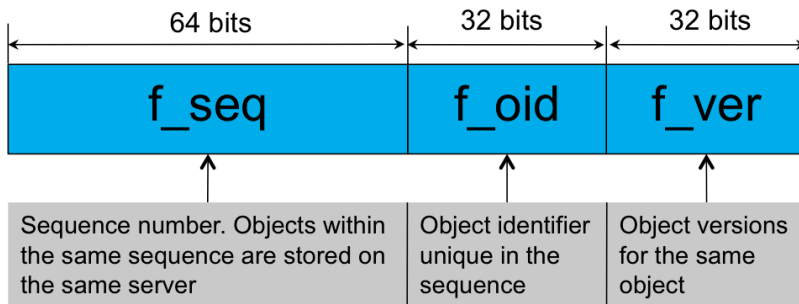 64 bits 32 bits 32 bits
f_seq f_oid f_ver
Sequence number. Objects within
the same sequence are stored on
the same server
Object identifier
unique in the
sequence
Object versions
for the same
object